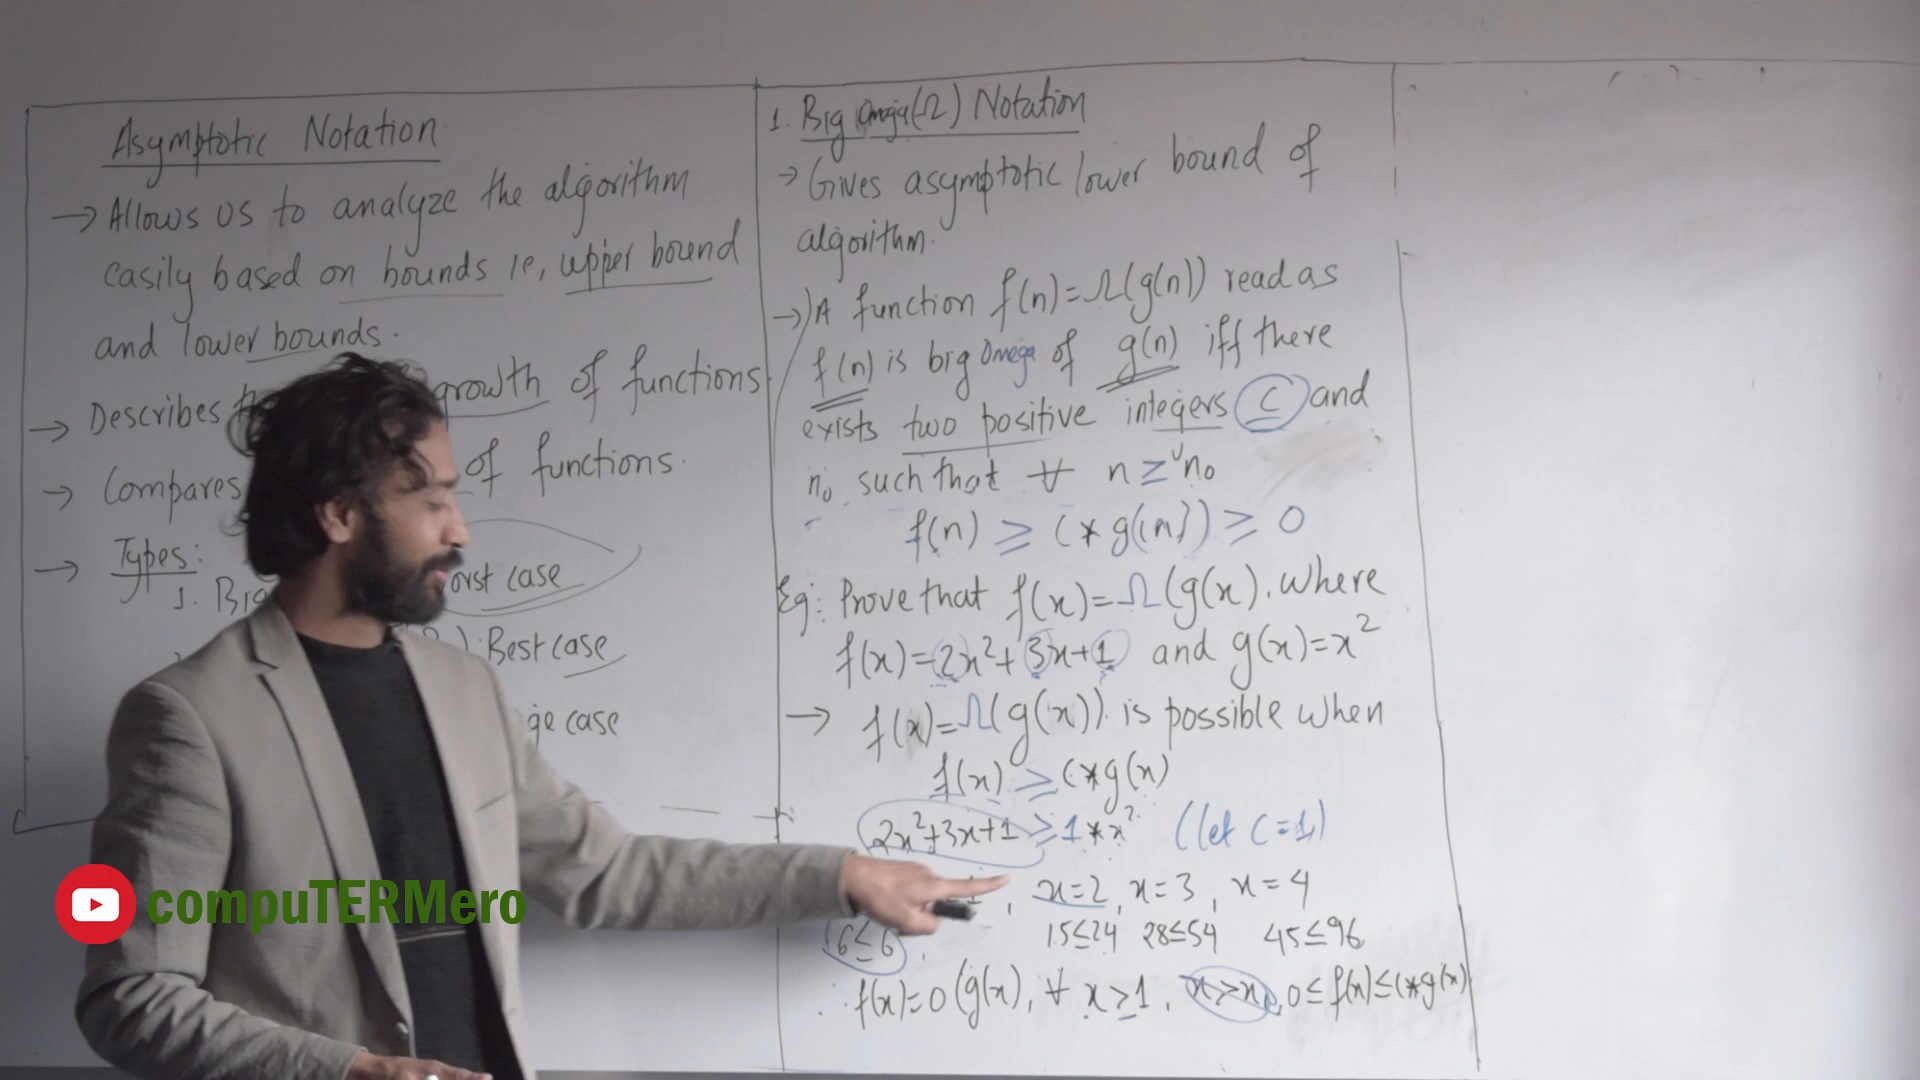 Asymptotic Notation
→ Allows us to analyze the algorithm
easily based on bounds ie, upper bound
and lower bounds.
→ Describes growth of functions
→ Compares of functions.
→ Types:
1. Big orst case
Best case
ge case
1. Big Omega(Ω) Notation
→ Gives asymptotic lower bound of
algorithm.
→ A function f(n)=Ω(g(n)) read as
f(n) is big Omega of g(n) iff there
exists two positive integers C and
n₀ such that ∀ n ≥ n₀
f(n) ≥ C*g(n) ≥ 0
Eg: Prove that f(x)=Ω(g(x). where
f(x)=2x²+3x+1 and g(x)=x²
→ f(x)=Ω(g(x)) is possible when
f(x) ≥ C*g(x)
2x²+3x+1 ≥ 1*x² (let C=1)
=1, x=2, x=3, x=4
6≤6, 15≤24 28≤54 45≤96
∴ f(x)=O(g(x), ∀ x>1, x>x₁, 0≤f(x)≤C*g(x)
compuTERMero